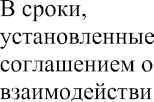 В сроки,
установленные
соглашением о
взаимодействи